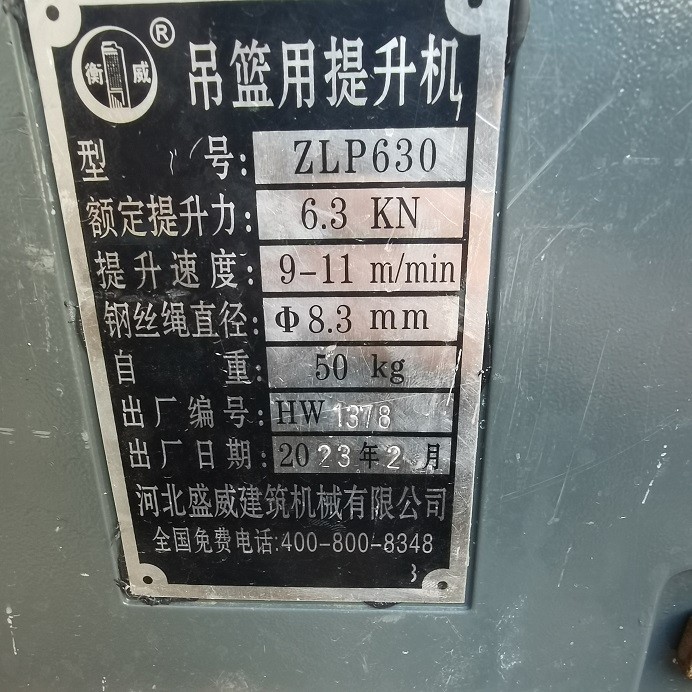 衡威®
吊篮用提升机
型号: ZLP630
额定提升力: 6.3 KN
提升速度: 9-11 m/min
钢丝绳直径: Φ8.3 mm
自重: 50 kg
出厂编号: HW1378
出厂日期: 2023年2月
河北盛威建筑机械有限公司
全国免费电话:400-800-8348